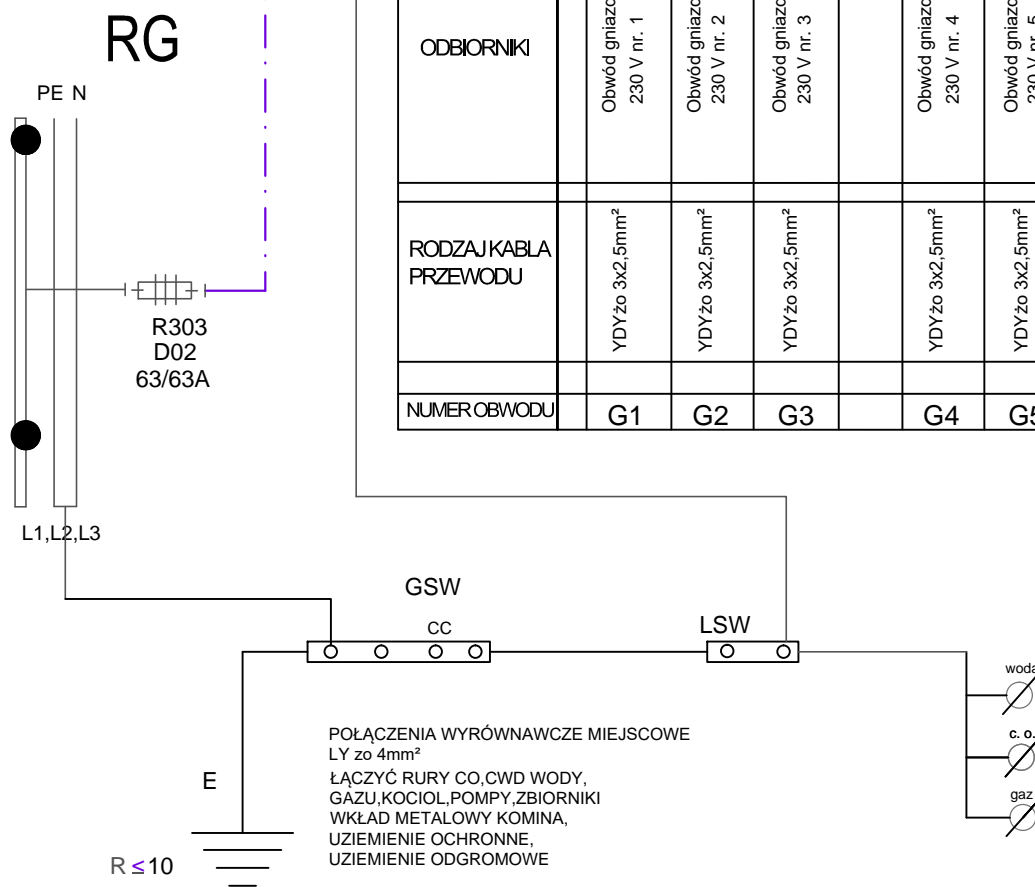 RG
PE N
R303
D02
63/63A
L1,L2,L3
ODBIORNIKI
230 V nr. 1
230 V nr. 2
230 V nr. 3
230 V nr. 4
Obwód
Obwód
Obwód
Obwód
Obwód
RODZAJ KABLA
PRZEWODU
YDYżo 3x2,5mm²
YDYżo 3x2,5mm²
YDYżo 3x2,5mm²
YDYżo 3x2,5mm²
YDYżo 3x2,5mm²
NUMER OBWODU
G1
G2
G3
G4
GSW
CC
LSW
woda
c. o.
gaz
POŁĄCZENIA WYRÓWNAWCZE MIEJSCOWE
LY zo 4mm²
ŁĄCZYĆ RURY CO,CWD WODY,
GAZU,KOCIOL,POMPY,ZBIORNIKI
WKŁAD METALOWY KOMINA,
UZIEMIENIE OCHRONNE,
UZIEMIENIE ODGROMOWE
E
R ≤10